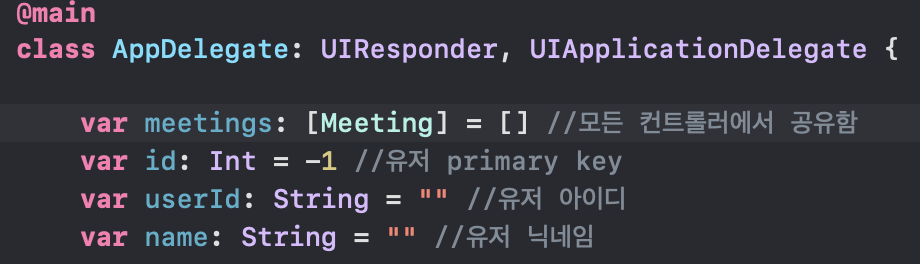 @main
class AppDelegate: UIResponder, UIApplicationDelegate {
var meetings: [Meeting] = [] //모든 컨트롤러에서 공유함
var id: Int = -1 //유저 primary key
var userId: String = "" //유저 아이디
var name: String = "" //유저 닉네임